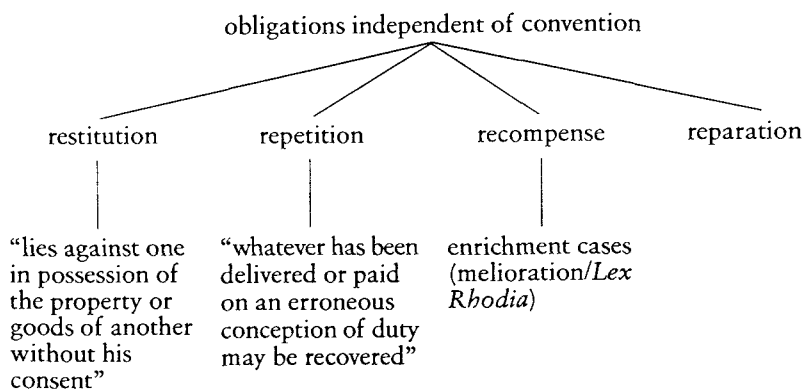 obligations independent of convention
restitution
repetition
recompense
reparation
“lies against one
in possession of
the property or
goods of another
without his
consent”
“whatever has been
delivered or paid
on an erroneous
conception of duty
may be recovered”
enrichment cases
(melioration/Lex
Rhodia)